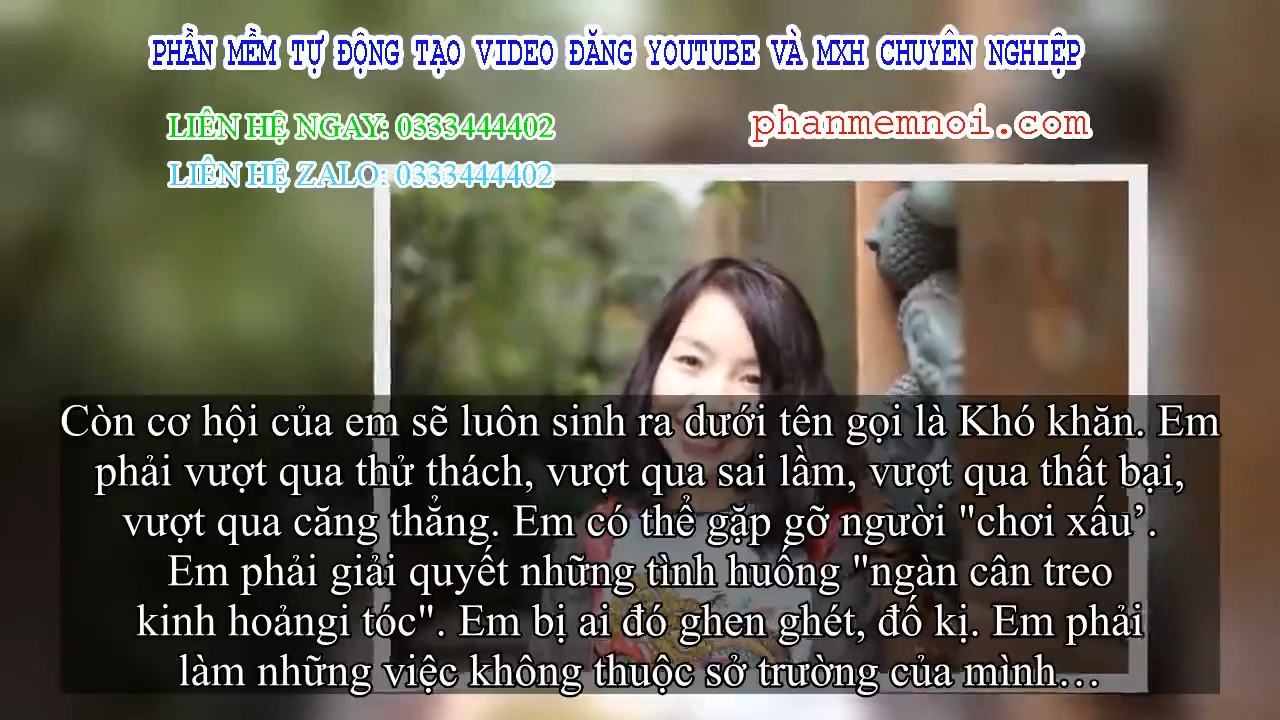 PHẦN MỀM TỰ ĐỘNG TẠO VIDEO ĐĂNG YOUTUBE VÀ MXH CHUYÊN NGHIỆP
LIÊN HỆ NGAY: 0333444402
phanmemnoi.com
LIÊN HỆ ZALO: 0333444402
Còn cơ hội của em sẽ luôn sinh ra dưới tên gọi là Khó khăn. Em
phải vượt qua thử thách, vượt qua sai lầm, vượt qua thất bại,
vượt qua căng thẳng. Em có thể gặp gỡ người "chơi xấu’.
Em phải giải quyết những tình huống "ngàn cân treo
kinh hoảngi tóc". Em bị ai đó ghen ghét, đố kị. Em phải
làm những việc không thuộc sở trường của mình…